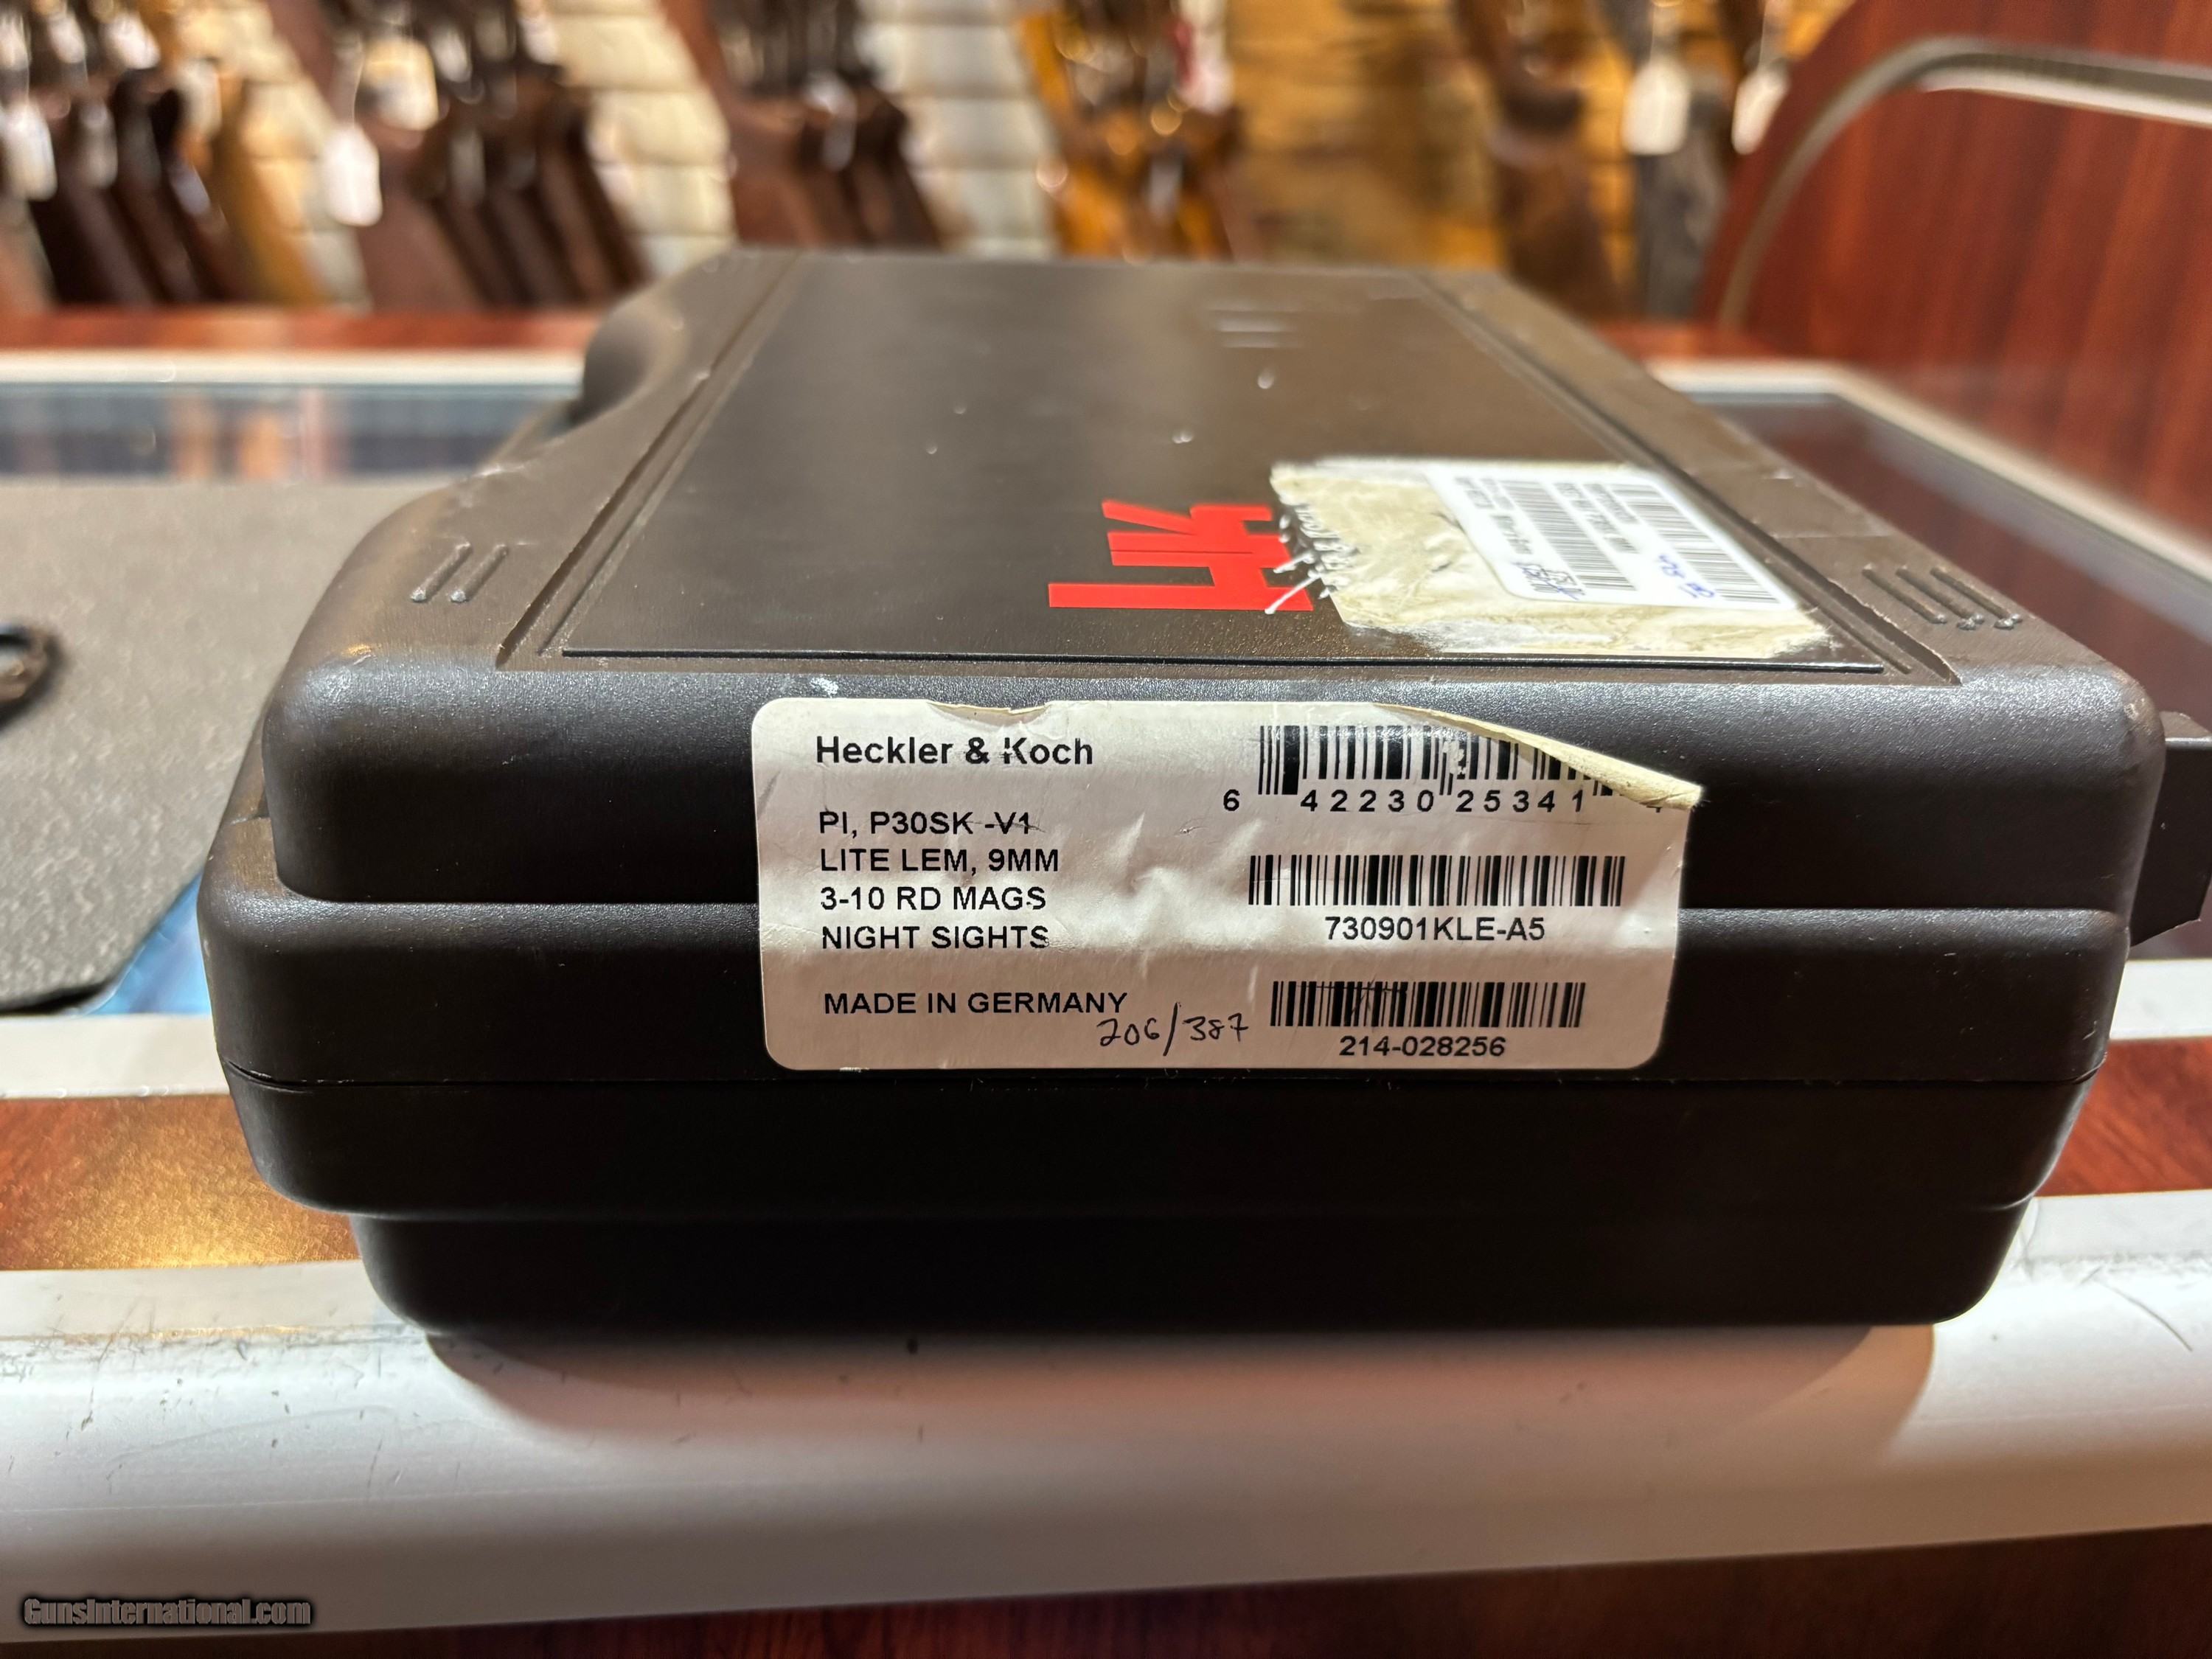 HK
Heckler & Koch
PI, P30SK -V1
LITE LEM, 9MM
3-10 RD MAGS
NIGHT SIGHTS
MADE IN GERMANY
206/387
6 42230 25341 4
730901KLE-A5
214-028256
GunsInternational.com